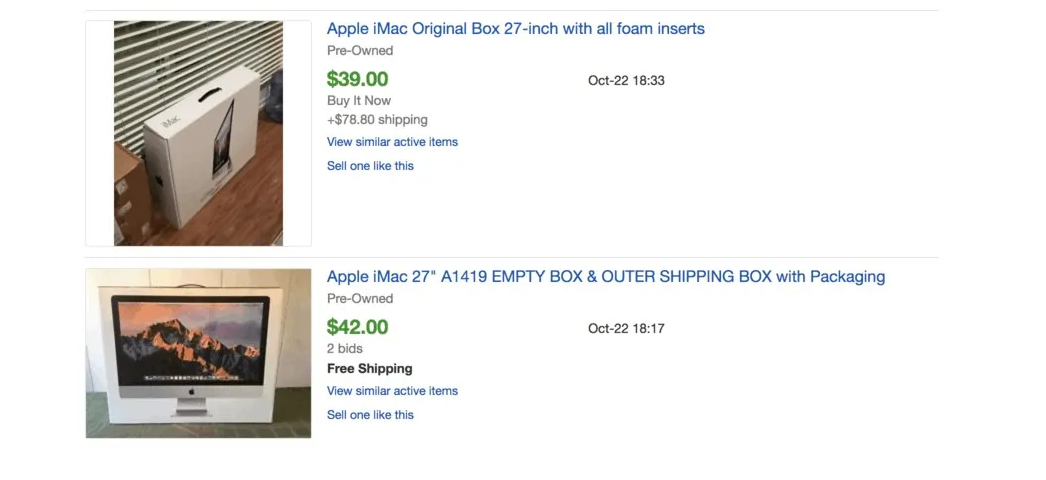 Apple iMac Original Box 27-inch with all foam inserts
Pre-Owned
$39.00
Oct-22 18:33
Buy It Now
+$78.80 shipping
View similar active items
Sell one like this
iMac
Apple iMac 27" A1419 EMPTY BOX & OUTER SHIPPING BOX with Packaging
Pre-Owned
$42.00
Oct-22 18:17
2 bids
Free Shipping
View similar active items
Sell one like this